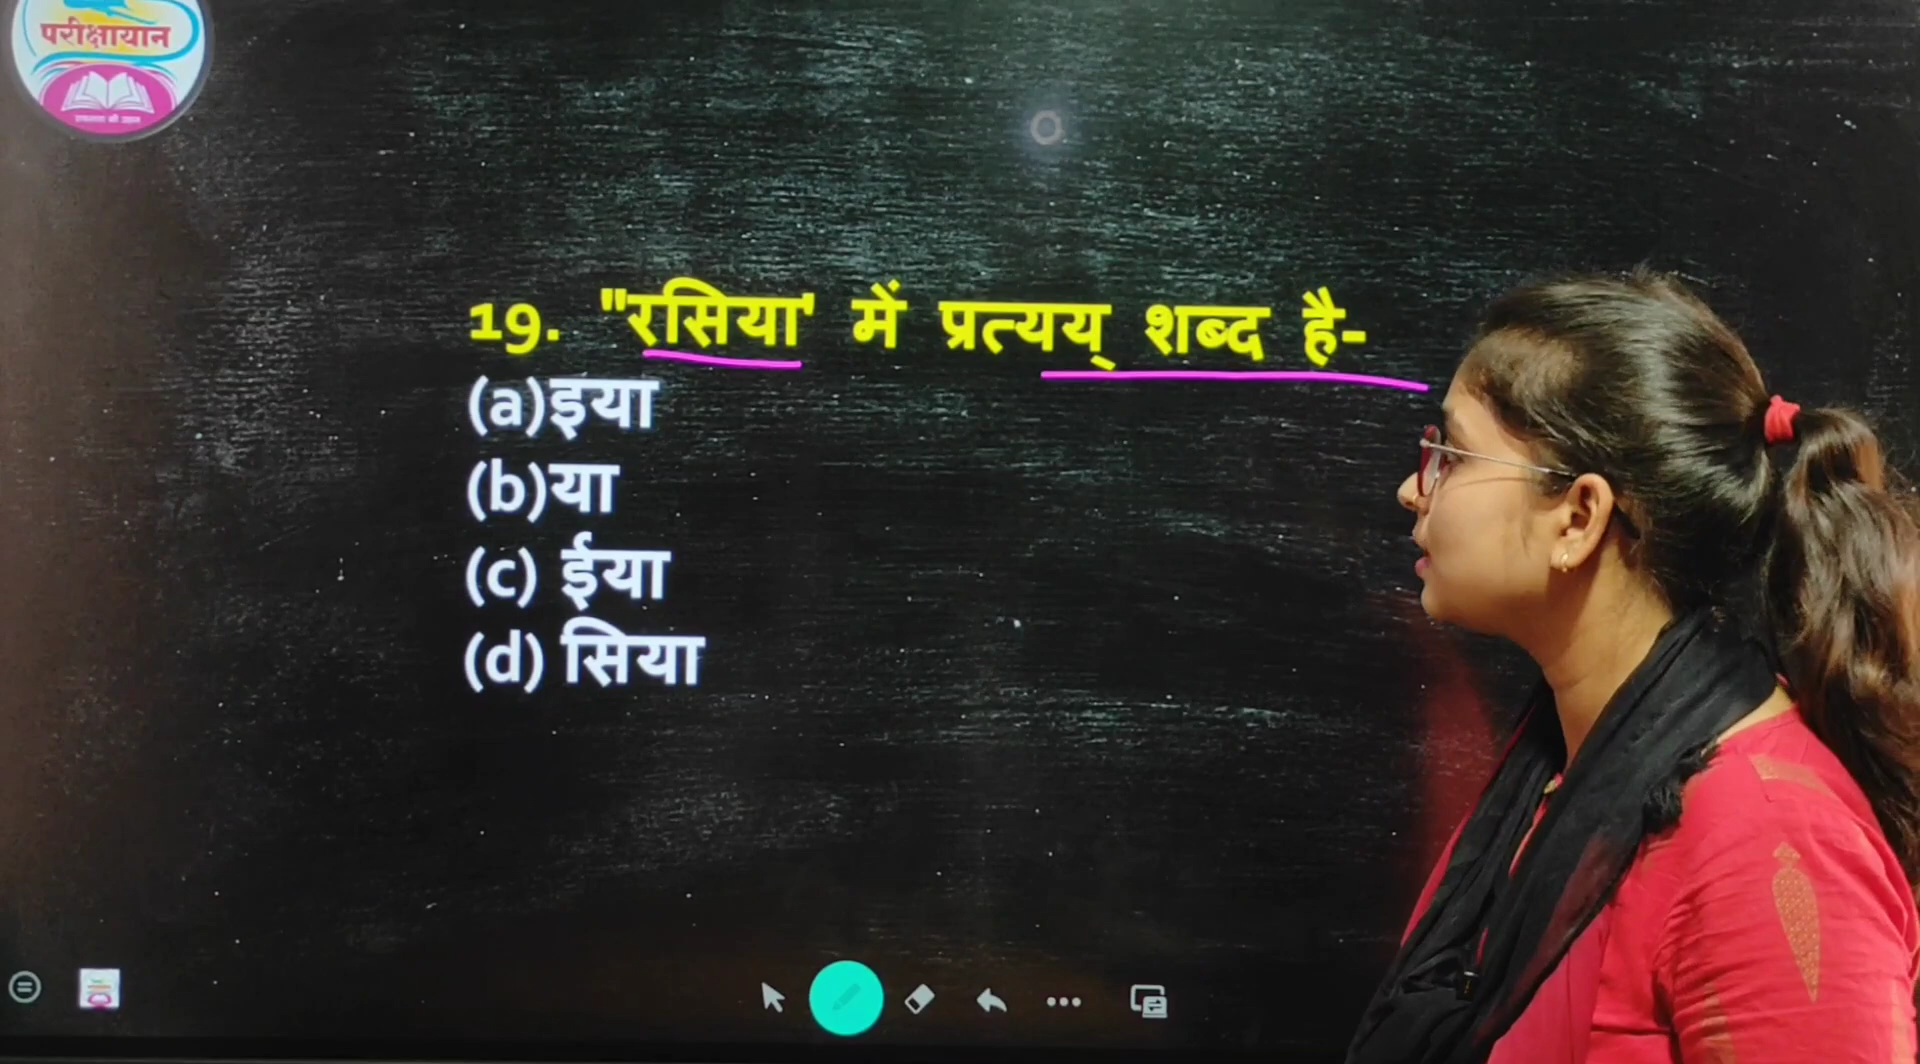 परीक्षायान
19. "रसिया' में प्रत्यय् शब्द है-
(a)इया
(b)या
(c) ईया
(d) सिया